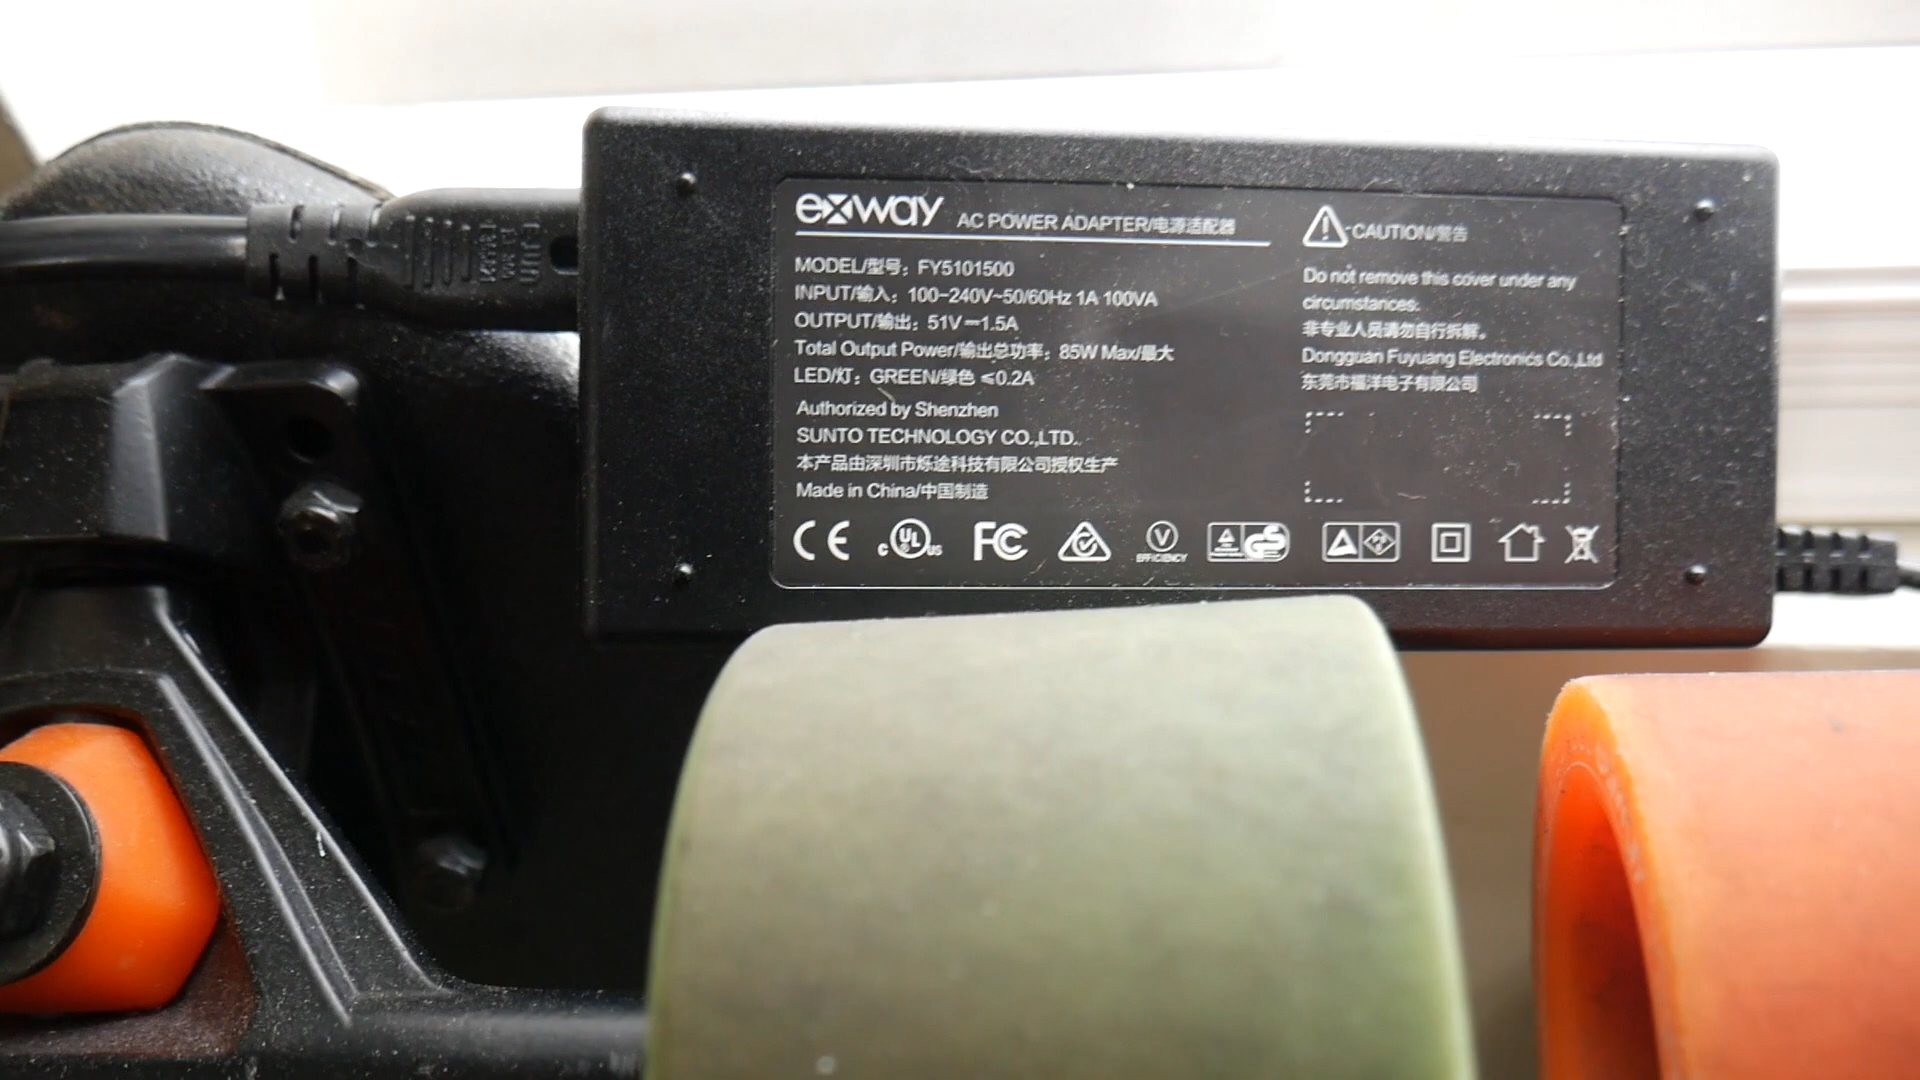 exway AC POWER ADAPTER/电源适配器
MODEL/型号: FY5101500
INPUT/输入: 100-240V~50/60Hz 1A 100VA
OUTPUT/输出: 51V⎓1.5A
Total Output Power/输出总功率: 85W Max/最大
LED/灯: GREEN/绿色 ≤0.2A
Authorized by Shenzhen
SUNTO TECHNOLOGY CO.,LTD.
本产品由深圳市烁途科技有限公司授权生产
Made in China/中国制造
CE c UL US FC V EFFICIENCY GS PSE
CAUTION/警告
Do not remove this cover under any
circumstances.
非专业人员请勿自行拆解。
Dongguan Fuyuang Electronics Co.,Ltd
东莞市福洋电子有限公司